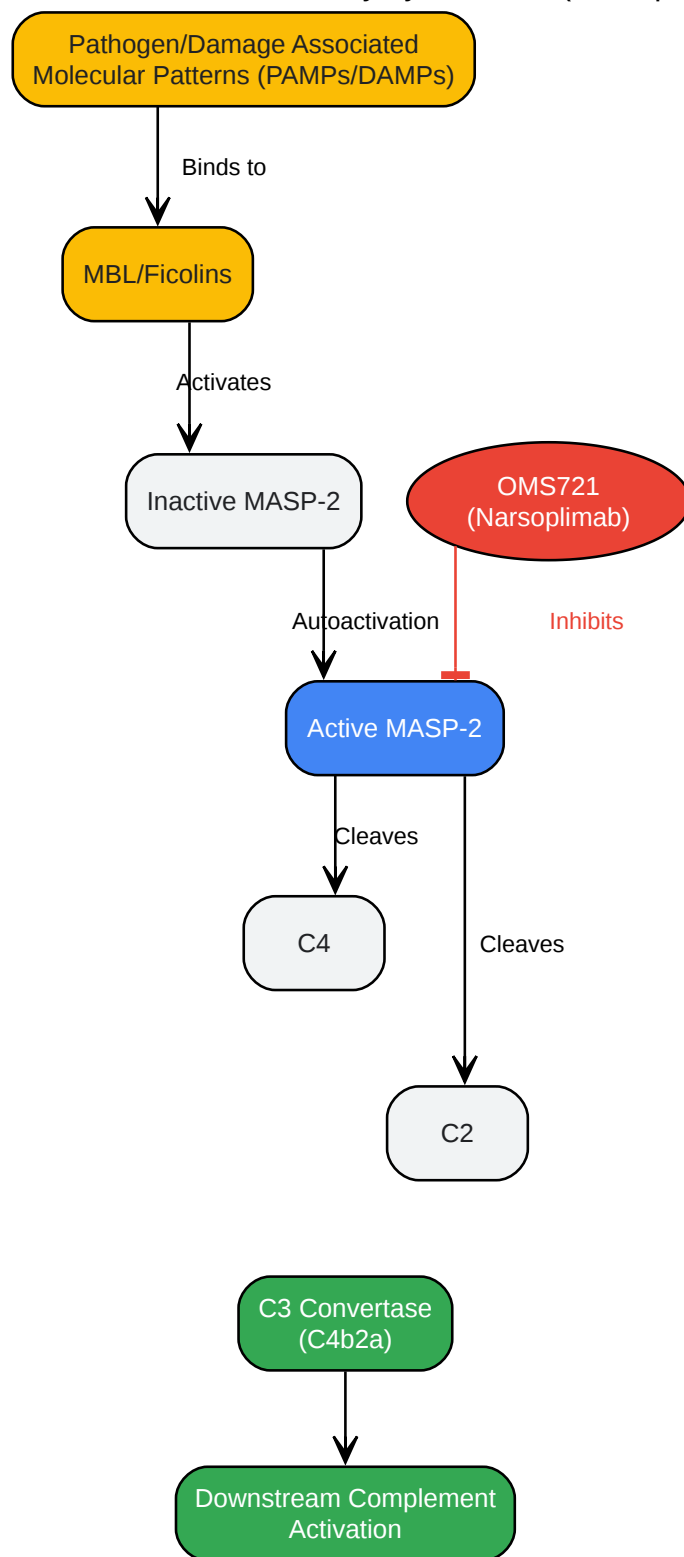 Pathogen/Damage Associated
Molecular Patterns (PAMPs/DAMPs)
Binds to
MBL/Ficolins
Activates
Inactive MASP-2
OMS721
(Narsoplimab)
Autoactivation
Inhibits
Active MASP-2
Cleaves
C4
Cleaves
C2
C3 Convertase
(C4b2a)
Downstream Complement
Activation